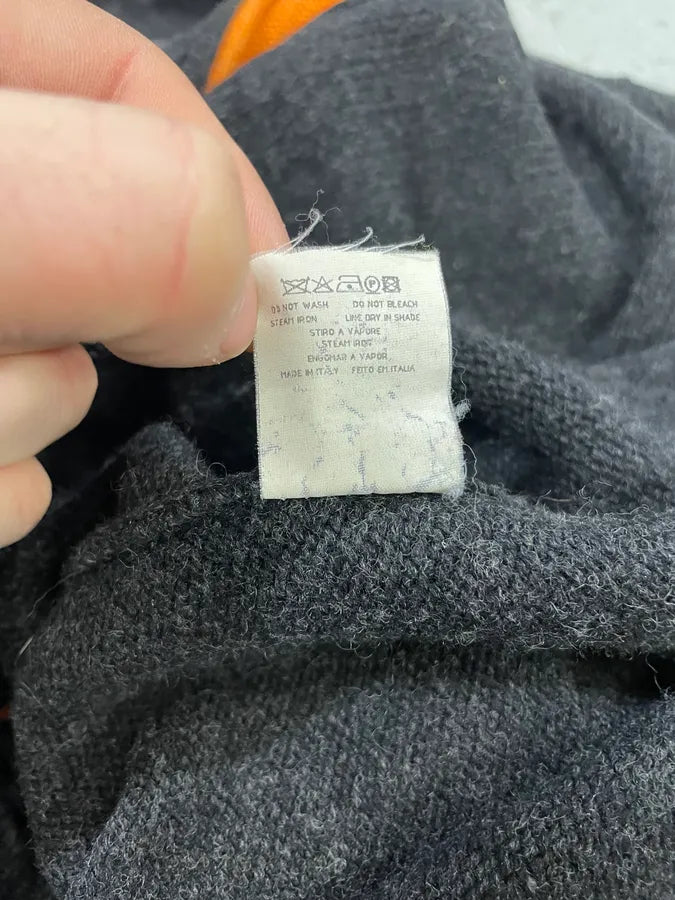 P
DO NOT WASH DO NOT BLEACH
STEAM IRON LINE DRY IN SHADE
STIRO A VAPORE
STEAM IRON
ENGOMAR A VAPOR
MADE IN ITALY FEITO EM ITALIA